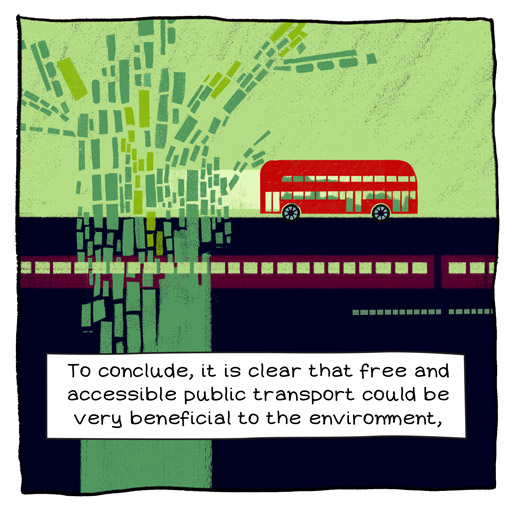 To conclude, it is clear that free and
accessible public transport could be
very beneficial to the environment,